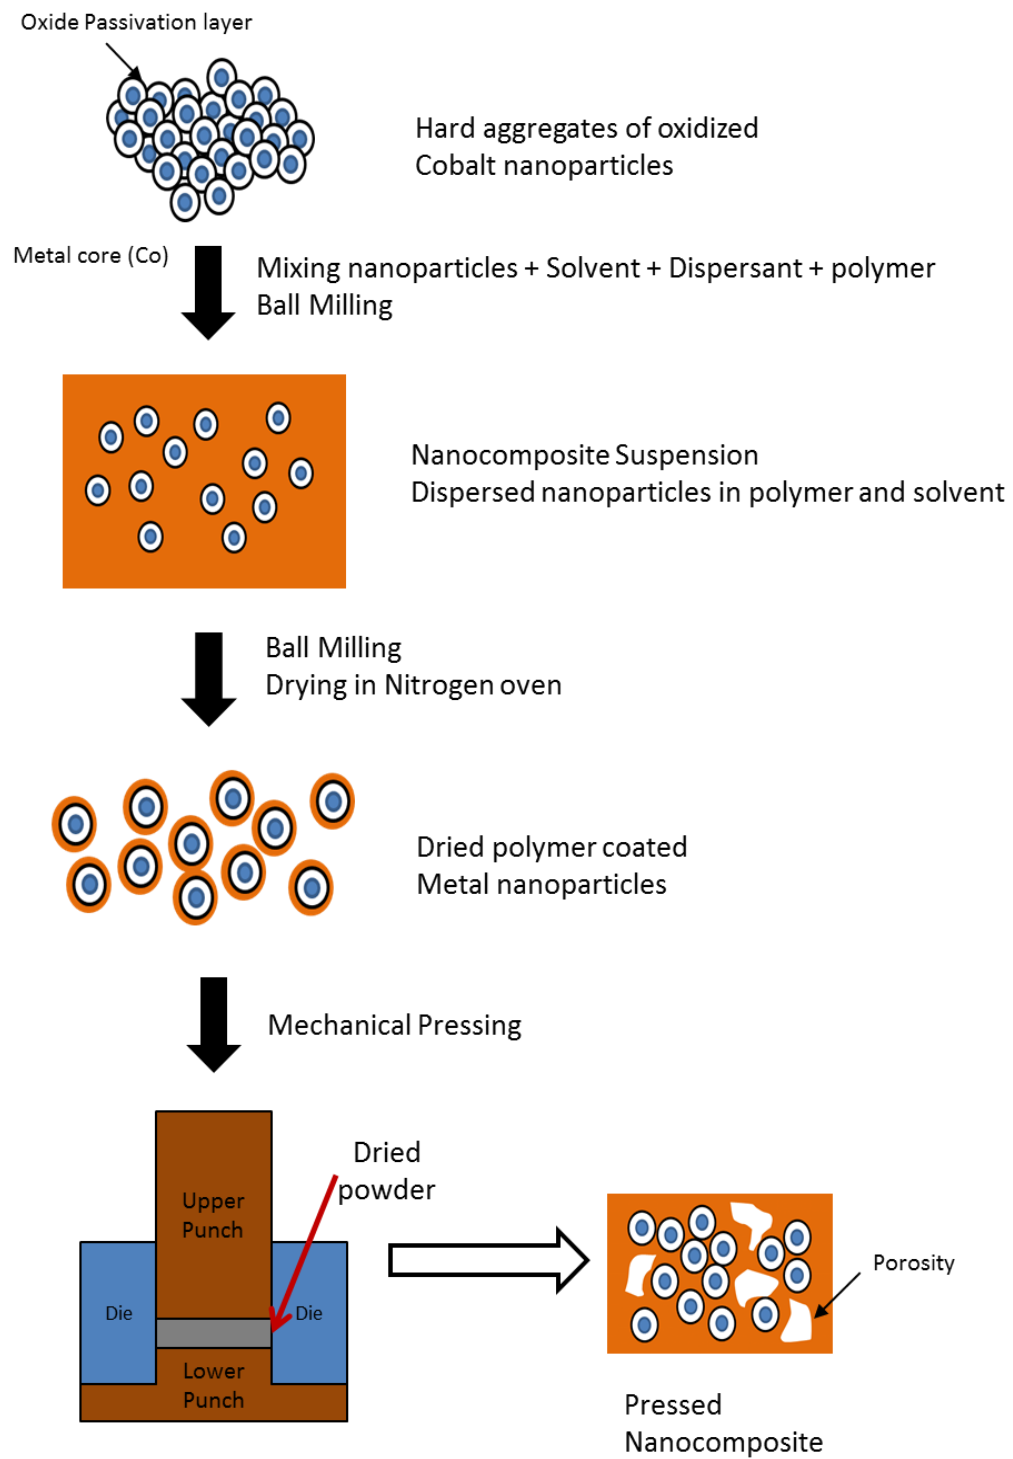 Oxide Passivation layer
Hard aggregates of oxidized
Cobalt nanoparticles
Metal core (Co)
Mixing nanoparticles + Solvent + Dispersant + polymer
Ball Milling
Nanocomposite Suspension
Dispersed nanoparticles in polymer and solvent
Ball Milling
Drying in Nitrogen oven
Dried polymer coated
Metal nanoparticles
Mechanical Pressing
Dried
powder
Upper
Punch
Die
Die
Lower
Punch
Porosity
Pressed
Nanocomposite